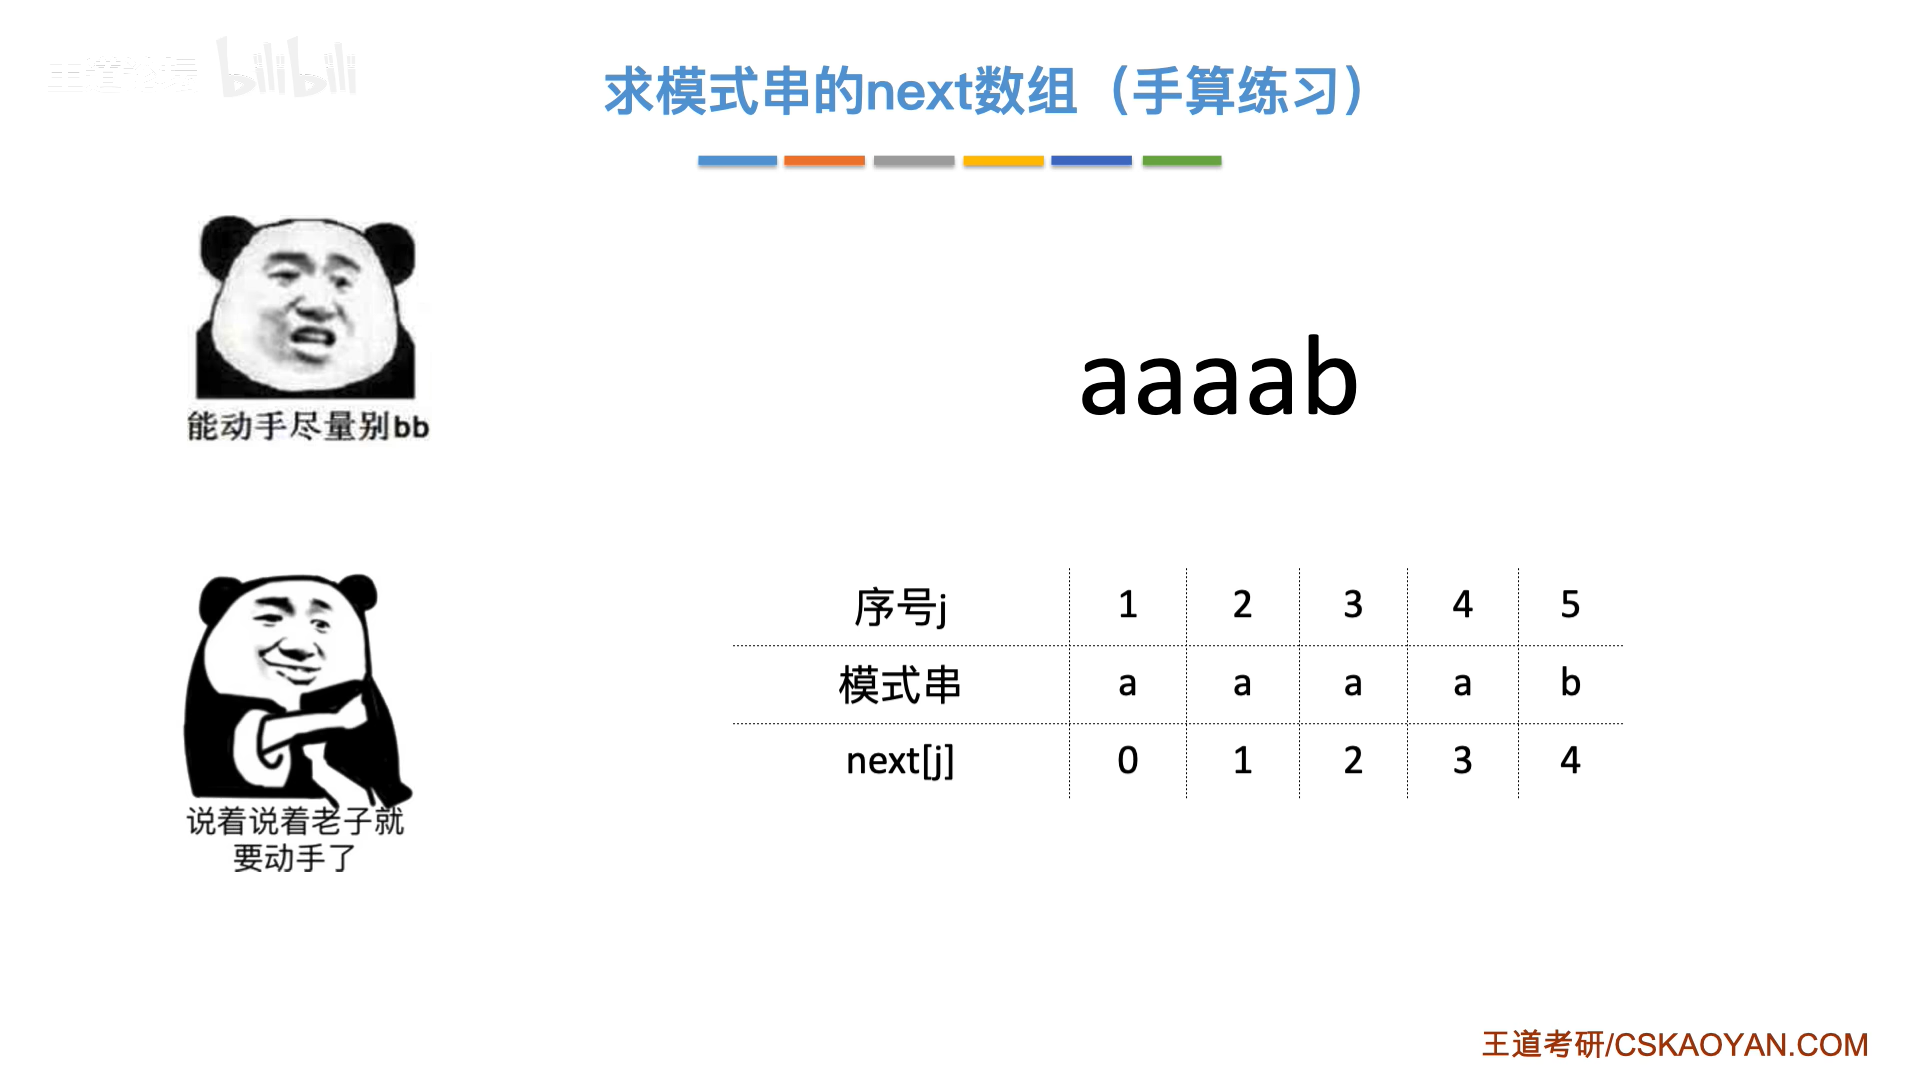 王道论坛 bilibili
求模式串的next数组（手算练习）
能动手尽量别bb
aaaab
说着说着老子就
要动手了
序号j 1 2 3 4 5
模式串 a a a a b
next[j] 0 1 2 3 4
王道考研/CSKAOYAN.COM